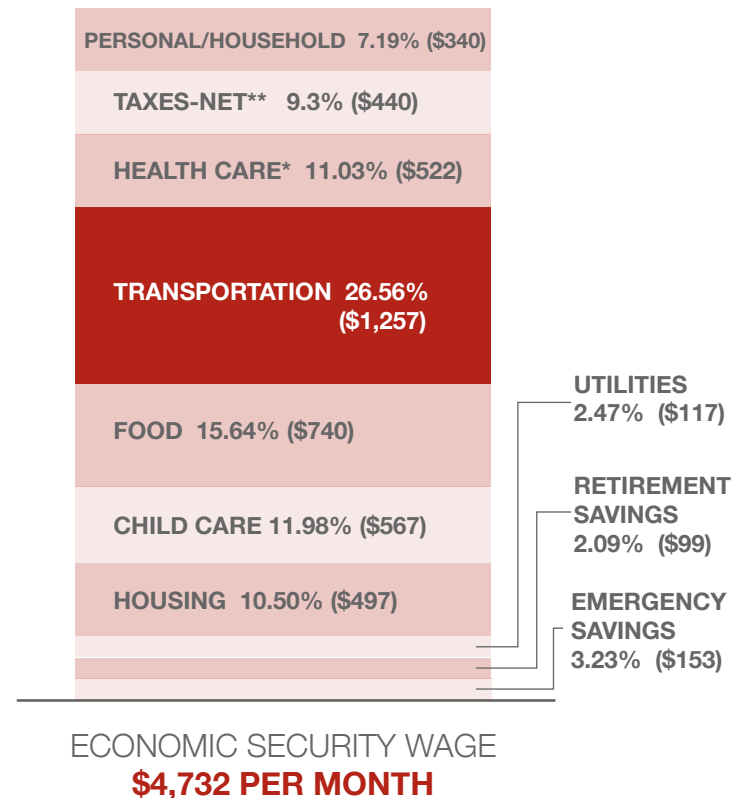 PERSONAL/HOUSEHOLD 7.19% ($340)
TAXES-NET** 9.3% ($440)
HEALTH CARE* 11.03% ($522)
TRANSPORTATION 26.56%
($1,257)
FOOD 15.64% ($740)
CHILD CARE 11.98% ($567)
HOUSING 10.50% ($497)
UTILITIES
2.47% ($117)
RETIREMENT
SAVINGS
2.09% ($99)
EMERGENCY
SAVINGS
3.23% ($153)
ECONOMIC SECURITY WAGE
$4,732 PER MONTH